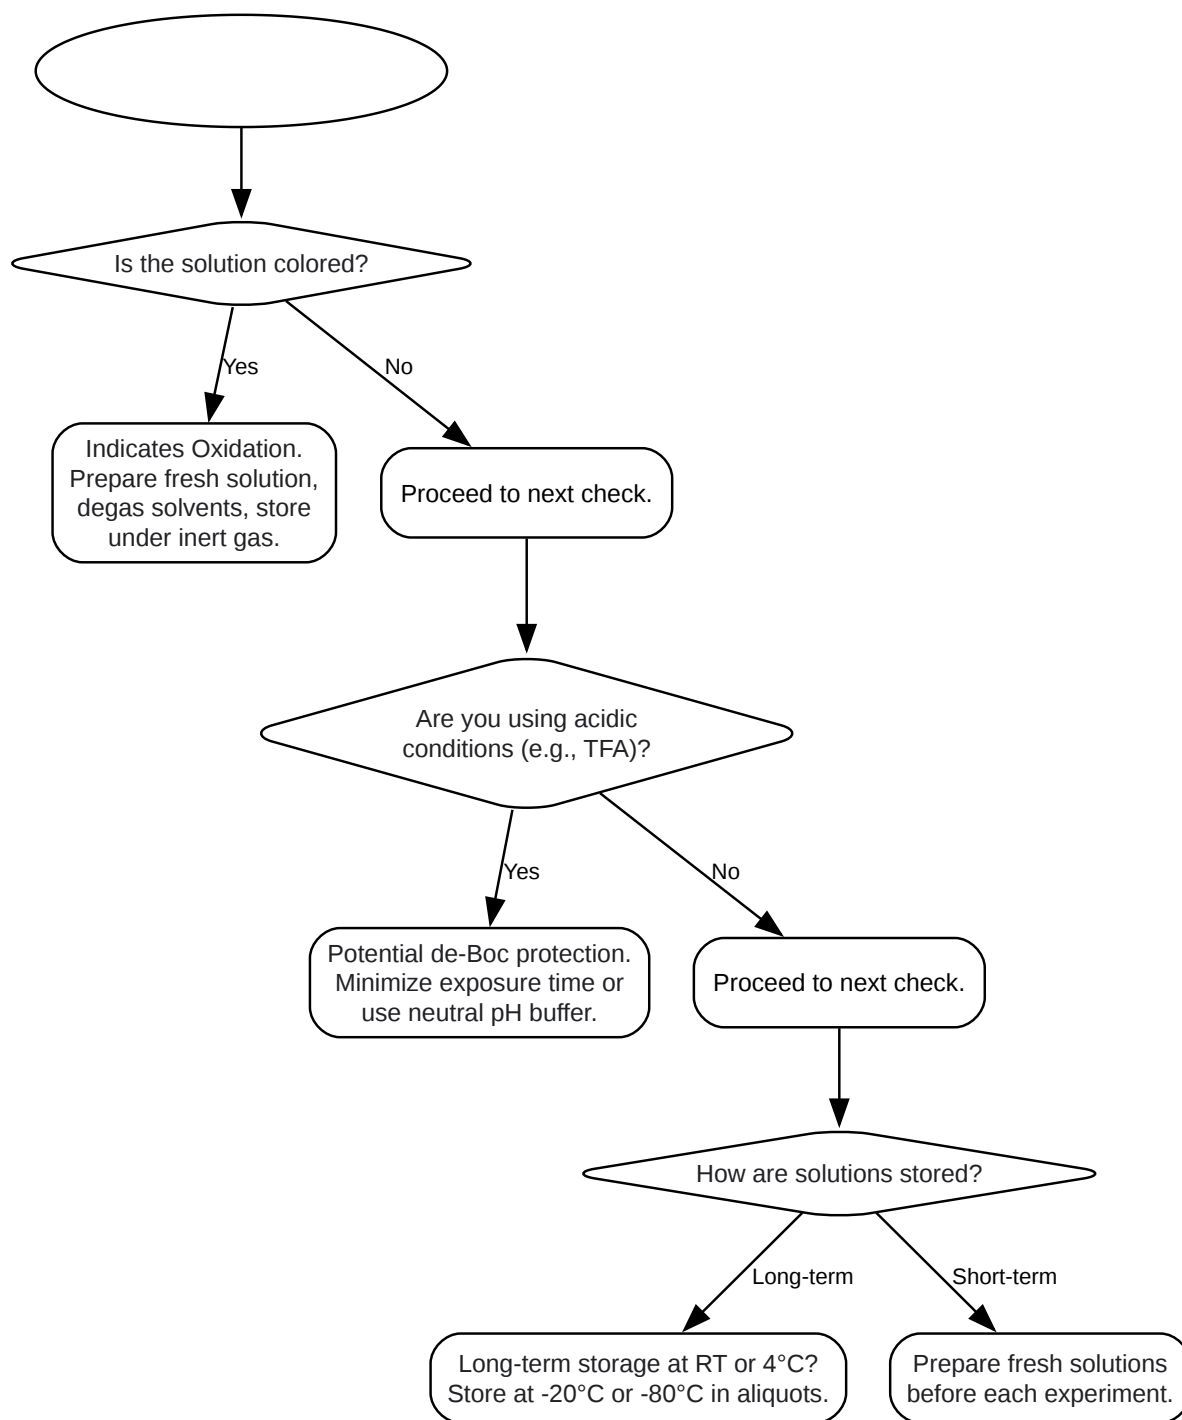 Is the solution colored?
Yes
No
Indicates Oxidation.
Prepare fresh solution,
degas solvents, store
under inert gas.
Proceed to next check.
Are you using acidic
conditions (e.g., TFA)?
Yes
No
Potential de-Boc protection.
Minimize exposure time or
use neutral pH buffer.
Proceed to next check.
How are solutions stored?
Long-term
Short-term
Long-term storage at RT or 4°C?
Store at -20°C or -80°C in aliquots.
Prepare fresh solutions
before each experiment.